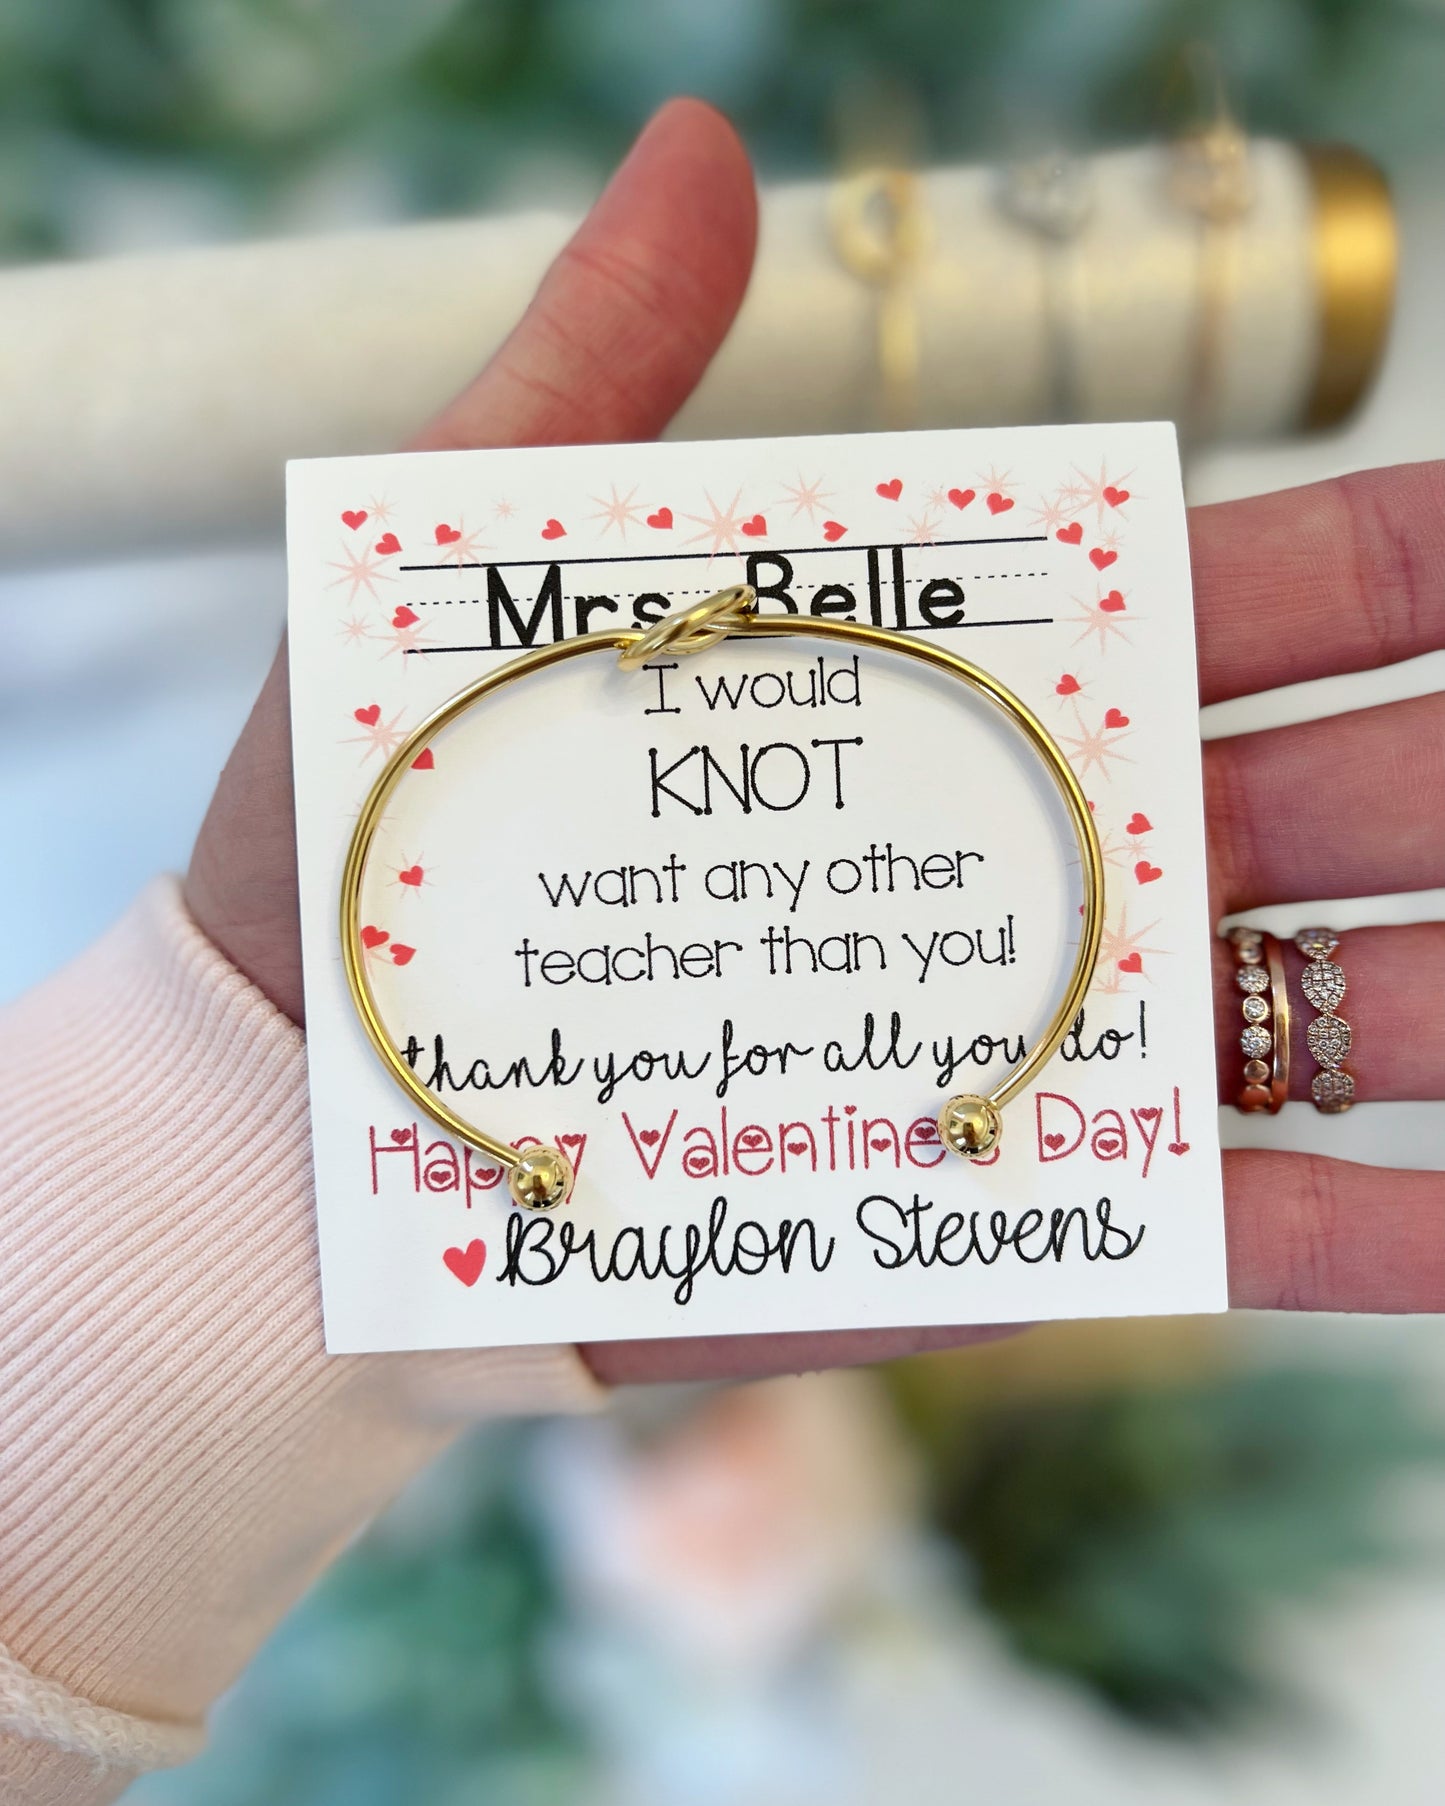 Mrs. Belle
I would
KNOT
want any other
teacher than you!
thank you for all you do!
Happy Valentine's Day!
Braylon Stevens